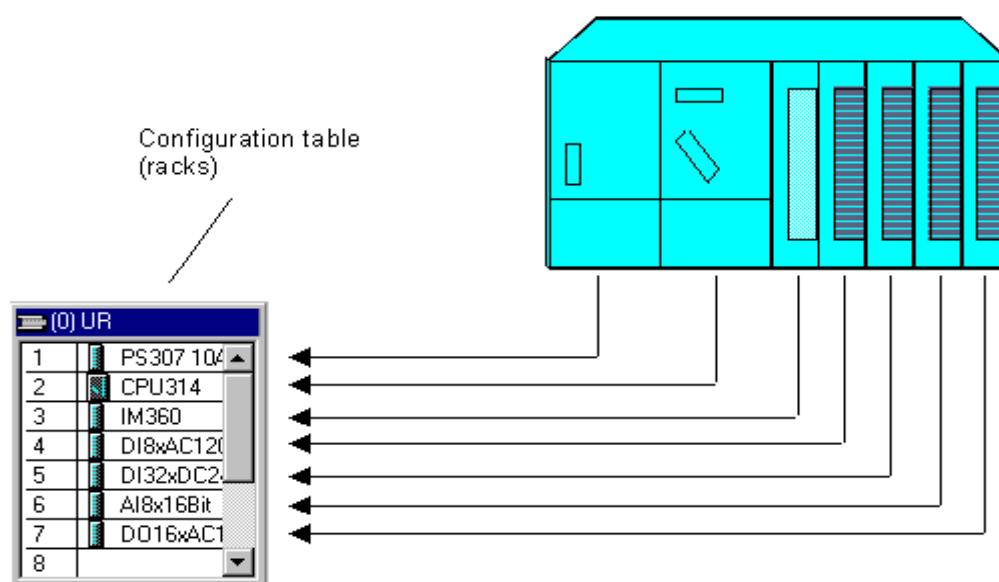 Configuration table
(racks)
(0) UR
1 PS307 10A
2 CPU314
3 IM360
4 DI8xAC120
5 DI32xDC24
6 AI8x16Bit
7 DO16xAC1
8